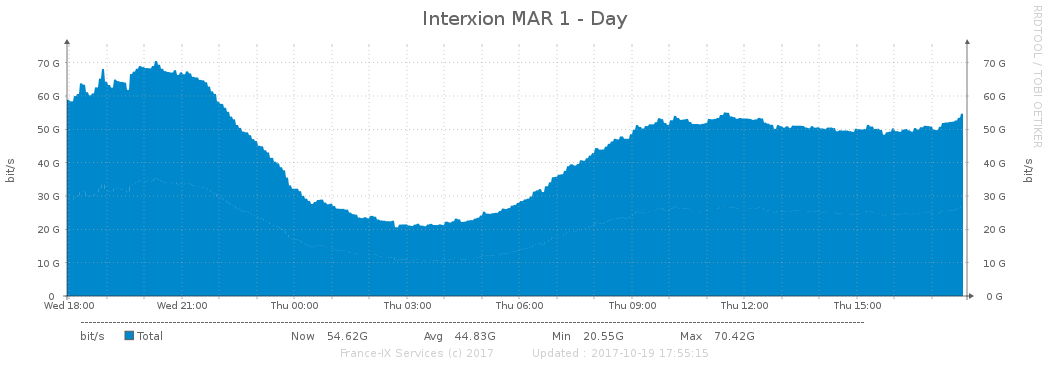 Interxion MAR 1 - Day
RRDTOOL / TOBI OETIKER
bit/s
70 G 70 G
60 G 60 G
50 G 50 G
40 G 40 G
30 G 30 G
20 G 20 G
10 G 10 G
0 0 G
bit/s
Wed 18:00 Wed 21:00 Thu 00:00 Thu 03:00 Thu 06:00 Thu 09:00 Thu 12:00 Thu 15:00
bit/s Total Now 54.62G Avg 44.83G Min 20.55G Max 70.42G
France-IX Services (c) 2017 Updated : 2017-10-19 17:55:15